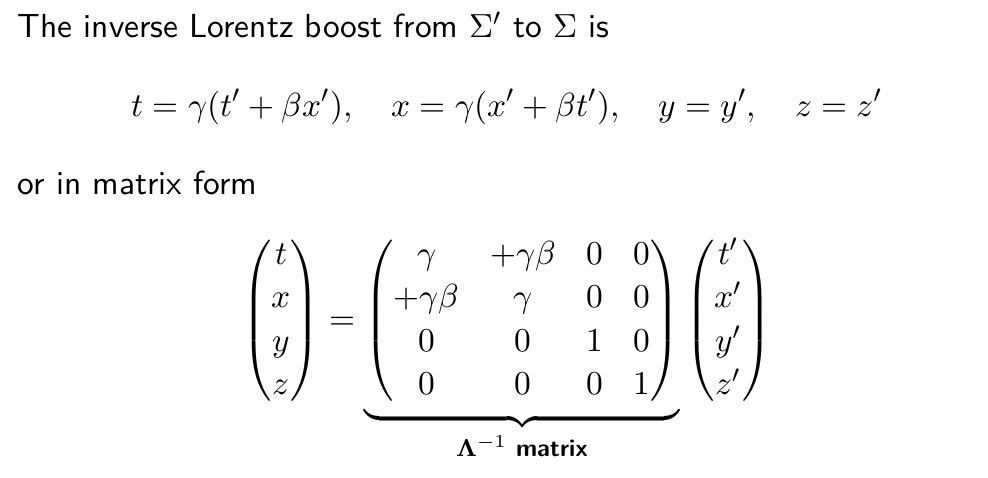 The inverse Lorentz boost from Σ′ to Σ is
t = γ(t′ + βx′), x = γ(x′ + βt′), y = y′, z = z′
or in matrix form
t γ +γβ 0 0 t′
x +γβ γ 0 0 x′
=
y 0 0 1 0 y′
z 0 0 0 1 z′
Λ⁻¹ matrix